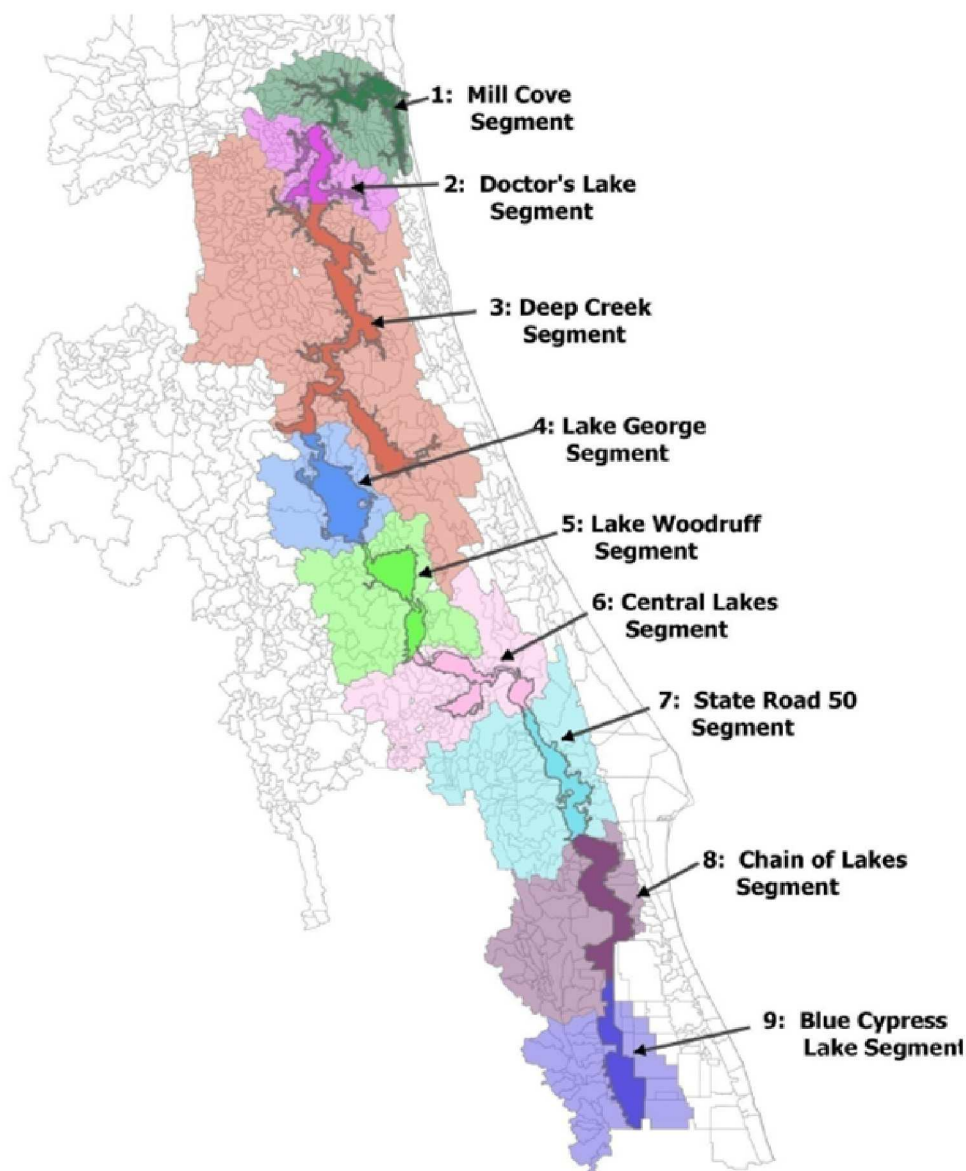 1: Mill Cove
Segment
2: Doctor's Lake
Segment
3: Deep Creek
Segment
4: Lake George
Segment
5: Lake Woodruff
Segment
6: Central Lakes
Segment
7: State Road 50
Segment
8: Chain of Lakes
Segment
9: Blue Cypress
Lake Segment